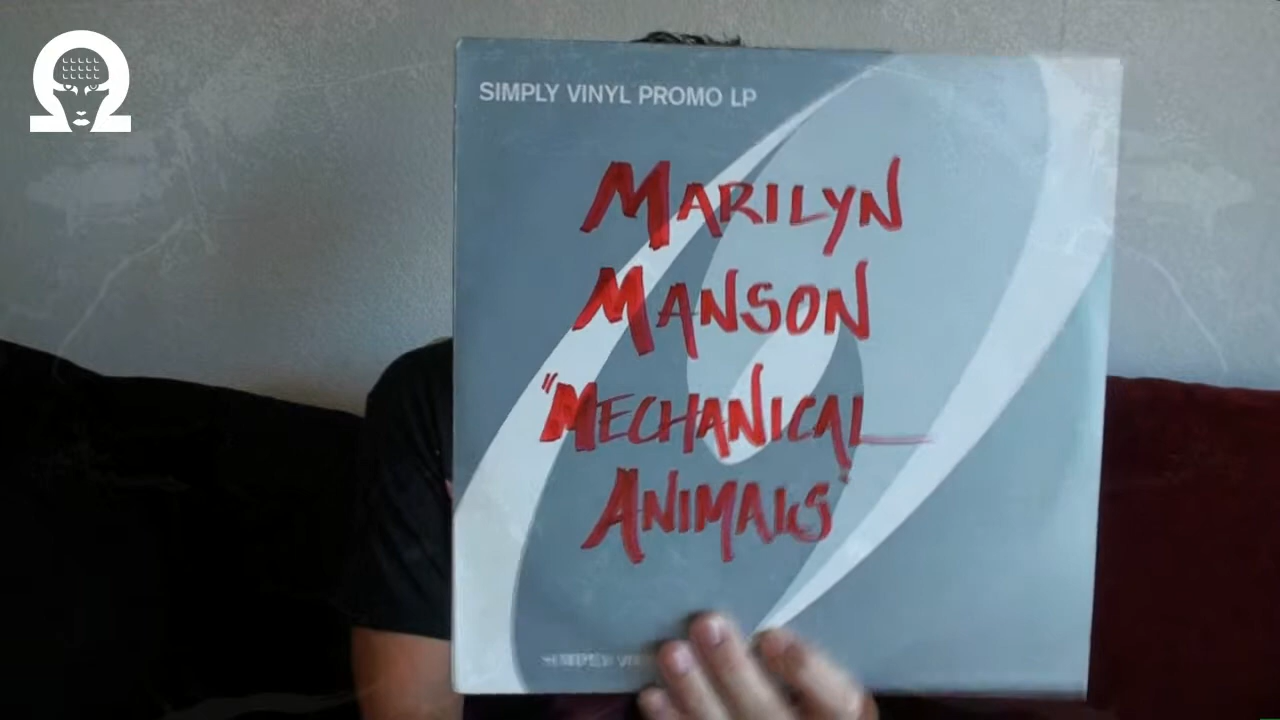 SIMPLY VINYL PROMO LP
MARILYN
MANSON
"MECHANICAL
ANIMALS"